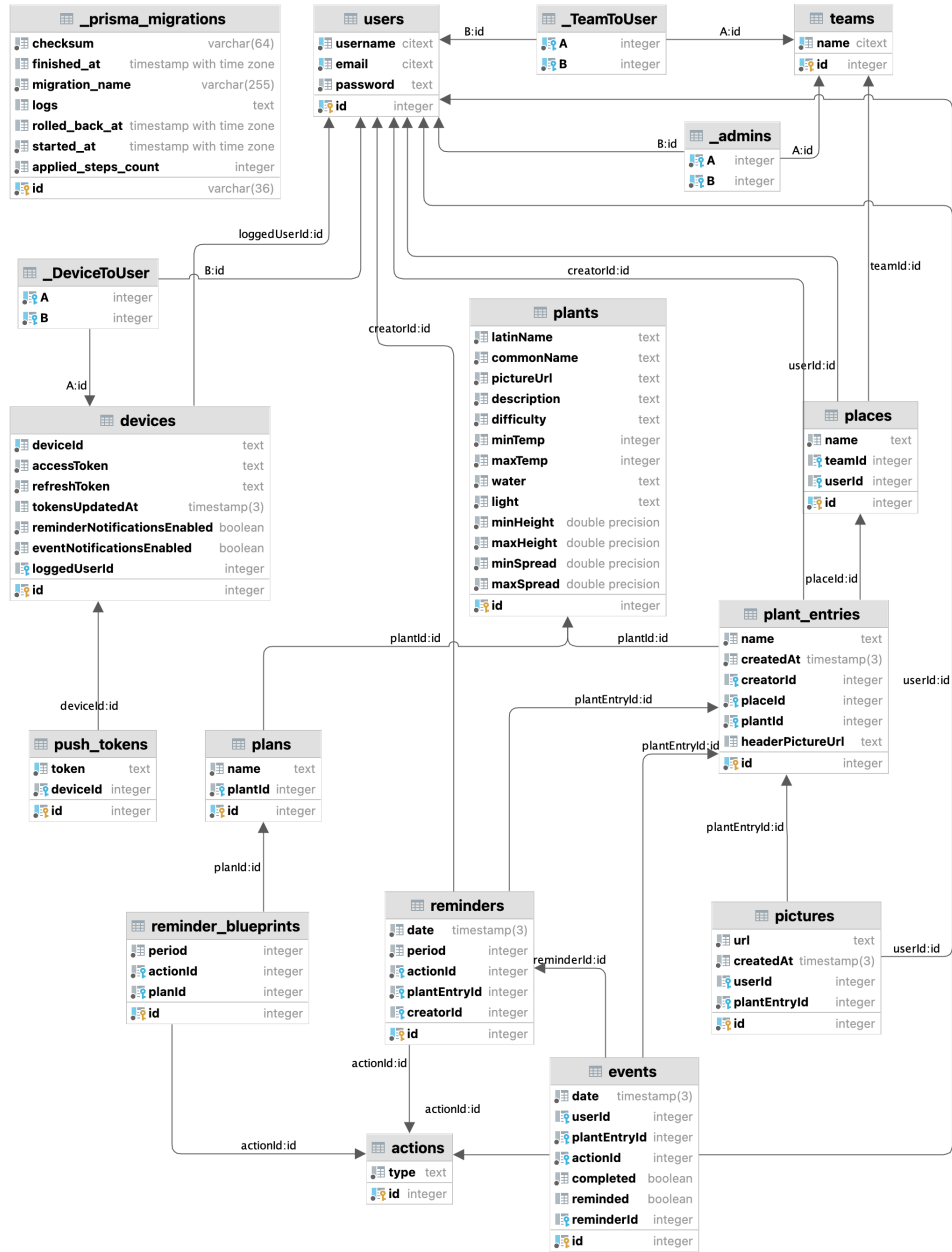 _prisma_migrations
checksum varchar(64)
finished_at timestamp with time zone
migration_name varchar(255)
logs text
rolled_back_at timestamp with time zone
started_at timestamp with time zone
applied_steps_count integer
id varchar(36)
users
username citext
email citext
password text
id integer
B:id
_TeamToUser
A integer
B integer
A:id
teams
name citext
id integer
B:id
_admins
A integer
B integer
A:id
loggedUserId:id
_DeviceToUser
A integer
B integer
B:id
creatorId:id
teamId:id
creatorId:id
userId:id
A:id
plants
latinName text
commonName text
pictureUrl text
description text
difficulty text
minTemp integer
maxTemp integer
water text
light text
minHeight double precision
maxHeight double precision
minSpread double precision
maxSpread double precision
id integer
devices
deviceId text
accessToken text
refreshToken text
tokensUpdatedAt timestamp(3)
reminderNotificationsEnabled boolean
eventNotificationsEnabled boolean
loggedUserId integer
id integer
places
name text
teamId integer
userId integer
id integer
placeId:id
plantId:id
plantId:id
plant_entries
name text
createdAt timestamp(3)
creatorId integer
placeId integer
plantId integer
headerPictureUrl text
id integer
userId:id
deviceId:id
plantEntryId:id
plantEntryId:id
push_tokens
token text
deviceId integer
id integer
plans
name text
plantId integer
id integer
planId:id
plantEntryId:id
reminder_blueprints
period integer
actionId integer
planId integer
id integer
reminders
date timestamp(3)
period integer
actionId integer
plantEntryId integer
creatorId integer
id integer
reminderId:id
pictures
url text
createdAt timestamp(3)
userId integer
plantEntryId integer
id integer
userId:id
actionId:id
actionId:id
actionId:id
actions
type text
id integer
events
date timestamp(3)
userId integer
plantEntryId integer
actionId integer
completed boolean
reminded boolean
reminderId integer
id integer